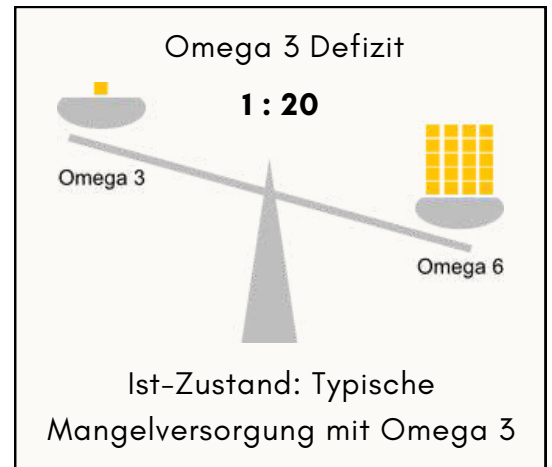 Omega 3 Defizit
1 : 20
Omega 3
Omega 6
Ist-Zustand: Typische
Mangelversorgung mit Omega 3